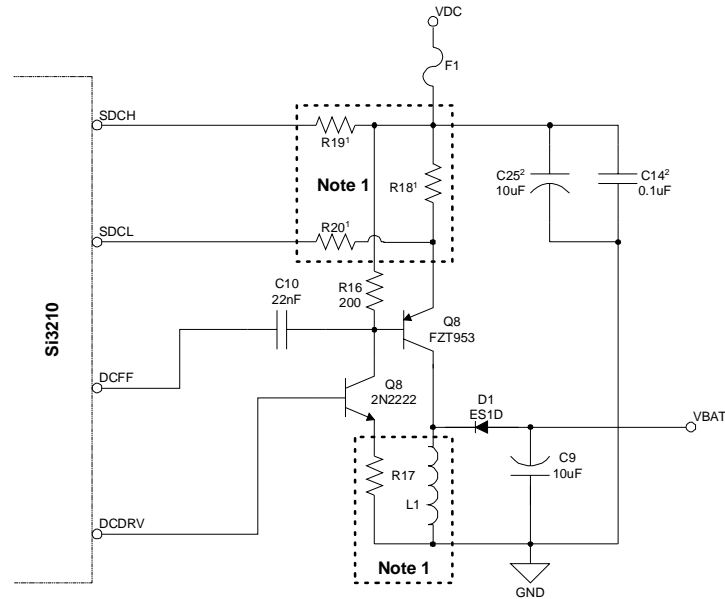 VDC
F1
SDCH
R19¹
Note 1
R18¹
C25²
10uF
C14²
0.1uF
SDCL
R20¹
C10
22nF
R16
200
Q8
FZT953
Si3210
DCFF
Q8
2N2222
D1
ES1D
VBAT
R17
L1
C9
10uF
DCDRV
Note 1
GND